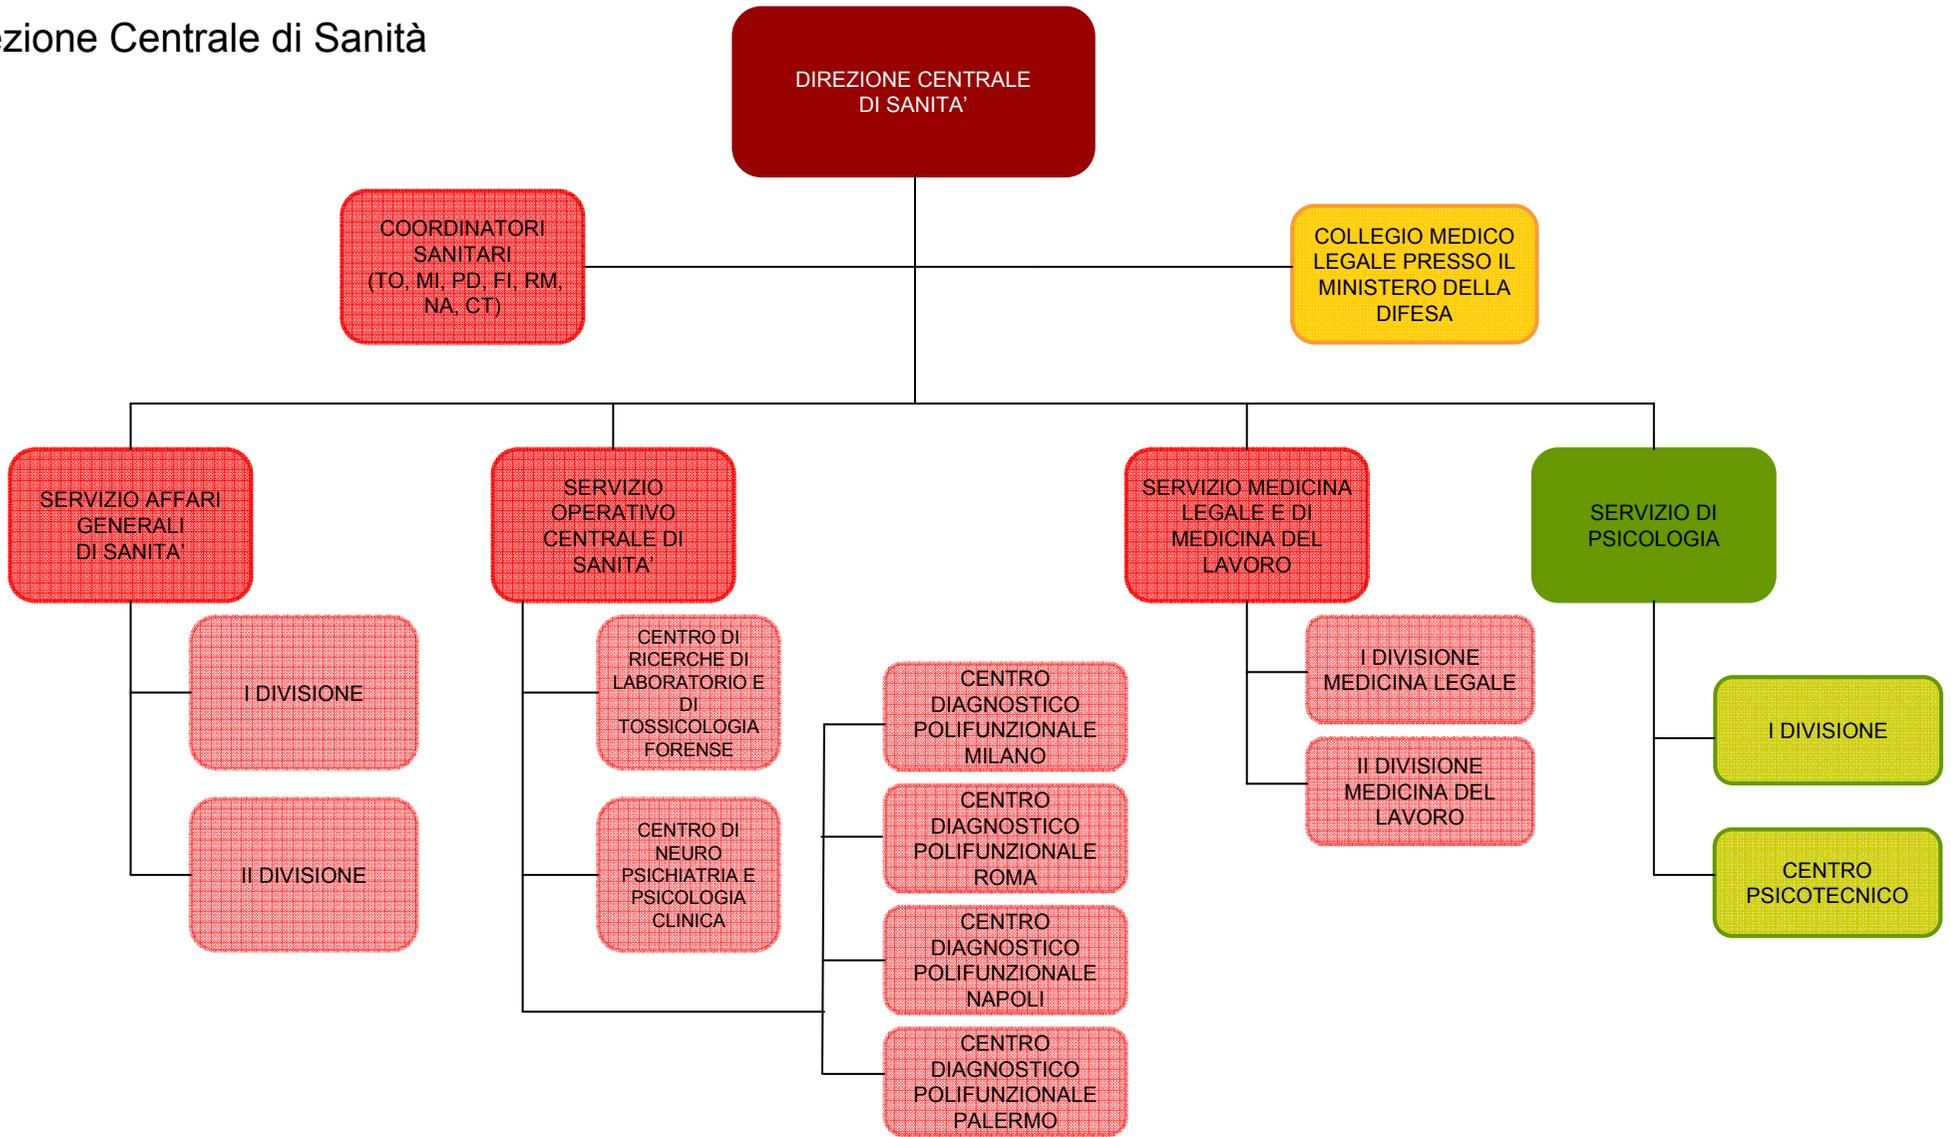 ezione Centrale di Sanità
DIREZIONE CENTRALE
DI SANITA’
COORDINATORI
SANITARI
(TO, MI, PD, FI, RM,
NA, CT)
COLLEGIO MEDICO
LEGALE PRESSO IL
MINISTERO DELLA
DIFESA
SERVIZIO AFFARI
GENERALI
DI SANITA’
SERVIZIO
OPERATIVO
CENTRALE DI
SANITA’
SERVIZIO MEDICINA
LEGALE E DI
MEDICINA DEL
LAVORO
SERVIZIO DI
PSICOLOGIA
I DIVISIONE
II DIVISIONE
CENTRO DI
RICERCHE DI
LABORATORIO E
DI
TOSSICOLOGIA
FORENSE
CENTRO DI
NEURO
PSICHIATRIA E
PSICOLOGIA
CLINICA
CENTRO
DIAGNOSTICO
POLIFUNZIONALE
MILANO
CENTRO
DIAGNOSTICO
POLIFUNZIONALE
ROMA
CENTRO
DIAGNOSTICO
POLIFUNZIONALE
NAPOLI
CENTRO
DIAGNOSTICO
POLIFUNZIONALE
PALERMO
I DIVISIONE
MEDICINA LEGALE
II DIVISIONE
MEDICINA DEL
LAVORO
I DIVISIONE
CENTRO
PSICOTECNICO